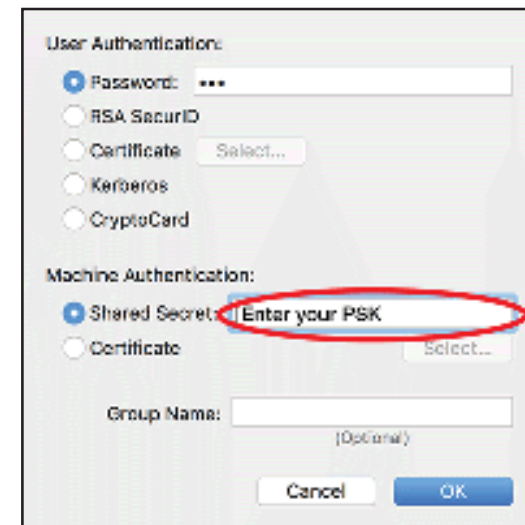 User Authentication:
Password: •••
RSA SecurID
Certificate Select...
Kerberos
CryptoCard
Machine Authentication:
Shared Secret: Enter your PSK
Certificate Select...
Group Name:
(Optional)
Cancel OK